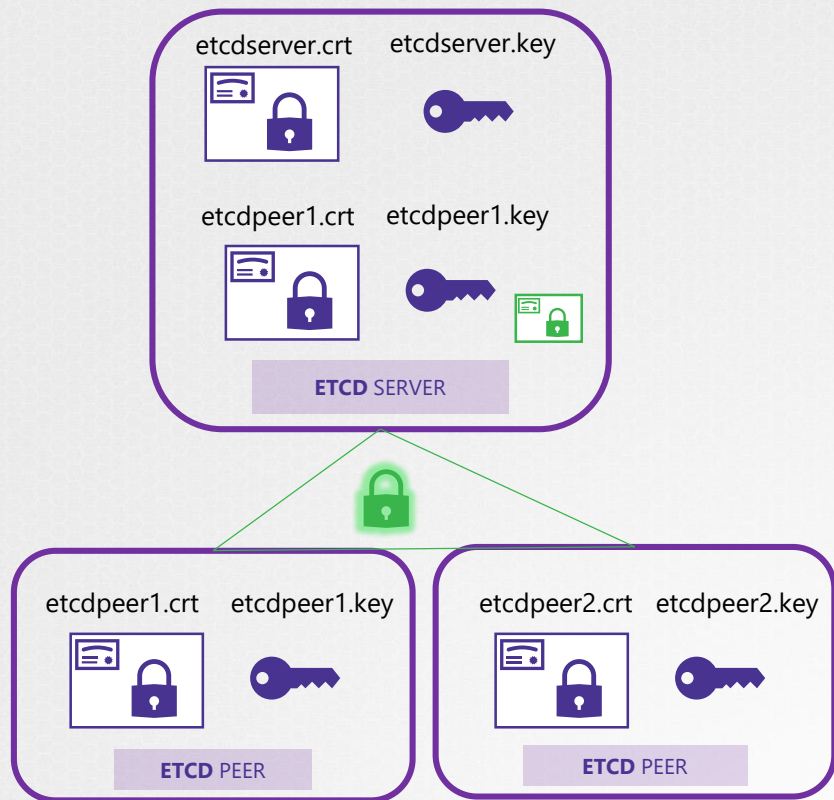 etcdserver.crt etcdserver.key
etcdpeer1.crt etcdpeer1.key
ETCD SERVER
etcdpeer1.crt etcdpeer1.key
ETCD PEER
etcdpeer2.crt etcdpeer2.key
ETCD PEER